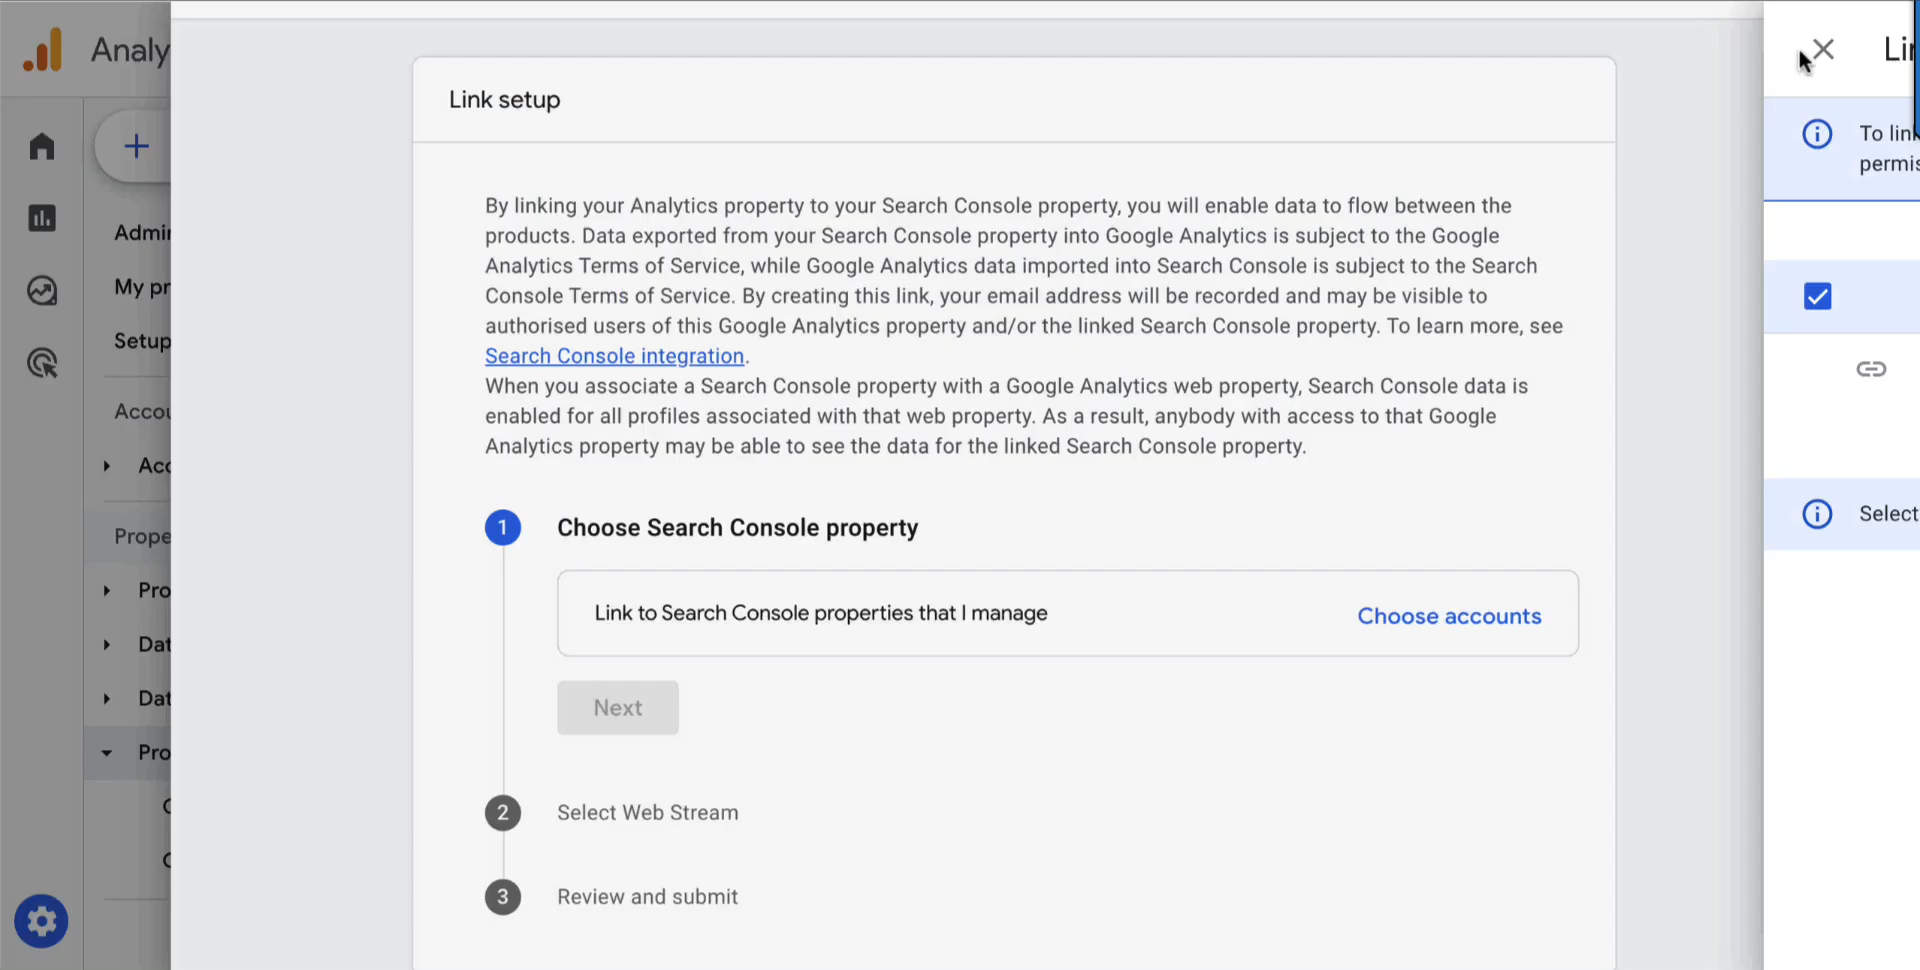 Analy
Link setup
Li
To link
permis
By linking your Analytics property to your Search Console property, you will enable data to flow between the
products. Data exported from your Search Console property into Google Analytics is subject to the Google
Analytics Terms of Service, while Google Analytics data imported into Search Console is subject to the Search
Console Terms of Service. By creating this link, your email address will be recorded and may be visible to
authorised users of this Google Analytics property and/or the linked Search Console property. To learn more, see
Search Console integration.
When you associate a Search Console property with a Google Analytics web property, Search Console data is
enabled for all profiles associated with that web property. As a result, anybody with access to that Google
Analytics property may be able to see the data for the linked Search Console property.
Admi
My pr
Setup
Accou
Acc
Prope
Pro
Dat
Dat
Pro
C
C
1 Choose Search Console property
Link to Search Console properties that I manage
Choose accounts
Next
2 Select Web Stream
3 Review and submit
Select